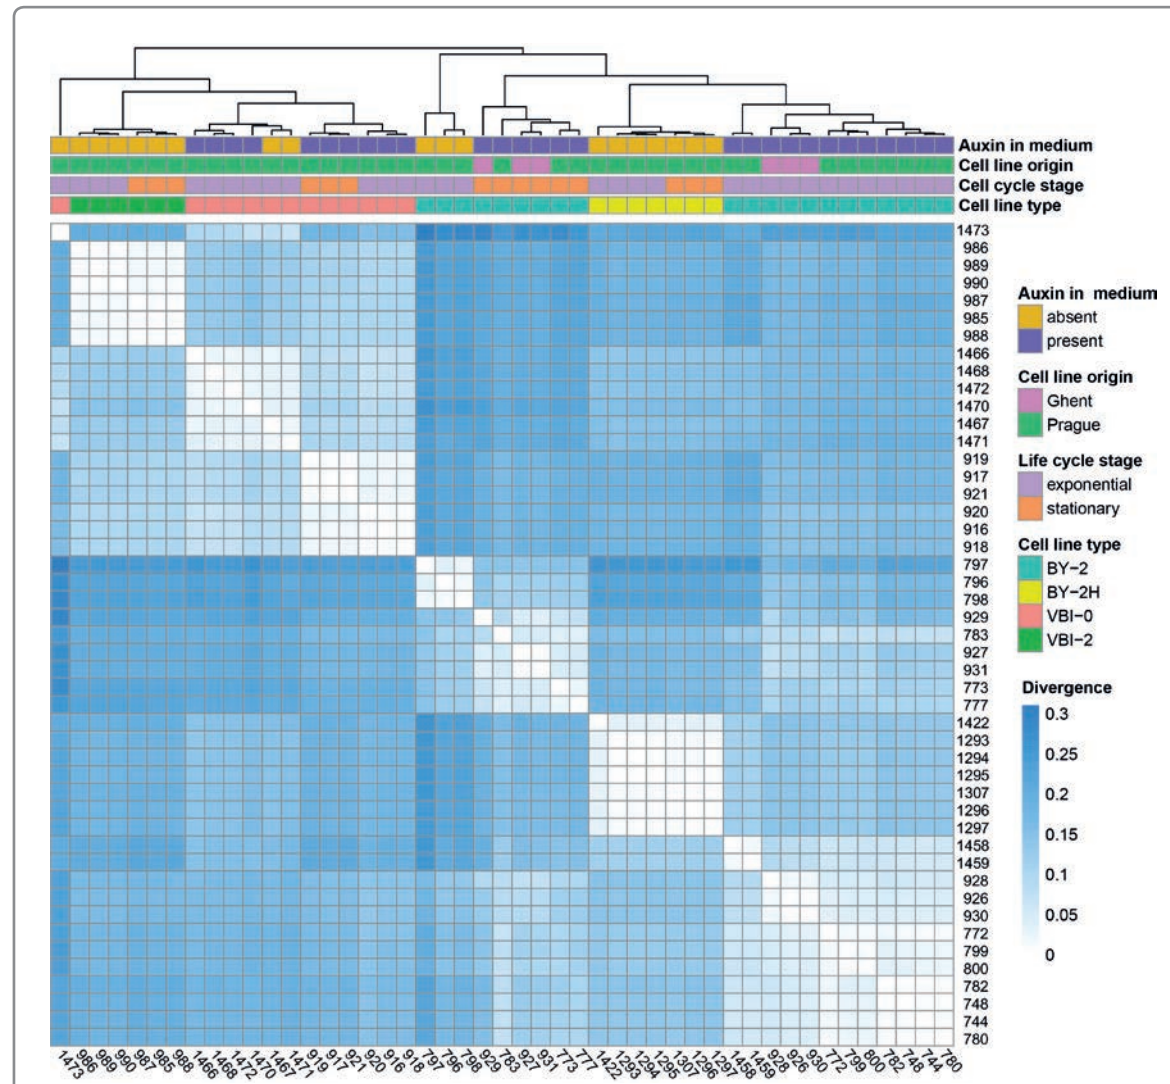 Auxin in medium
Cell line origin
Cell cycle stage
Cell line type
1473
986
989
990
987
985
988
1466
1468
1472
1470
1467
1471
919
917
921
920
916
918
797
796
798
929
783
927
931
773
777
1422
1293
1294
1295
1307
1296
1297
1458
1459
928
926
930
772
799
800
782
748
744
780
1473 986 989 990 987 985 988 1466 1468 1472 1470 1467 1471 919 917 921 920 916 918 797 796 798 929 783 927 931 773 777 1422 1293 1294 1295 1307 1296 1297 1458 1459 928 926 930 772 799 800 782 748 744 780
Auxin in medium
absent
present
Cell line origin
Ghent
Prague
Life cycle stage
exponential
stationary
Cell line type
BY-2
BY-2H
VBI-0
VBI-2
Divergence
0.3
0.25
0.2
0.15
0.1
0.05
0